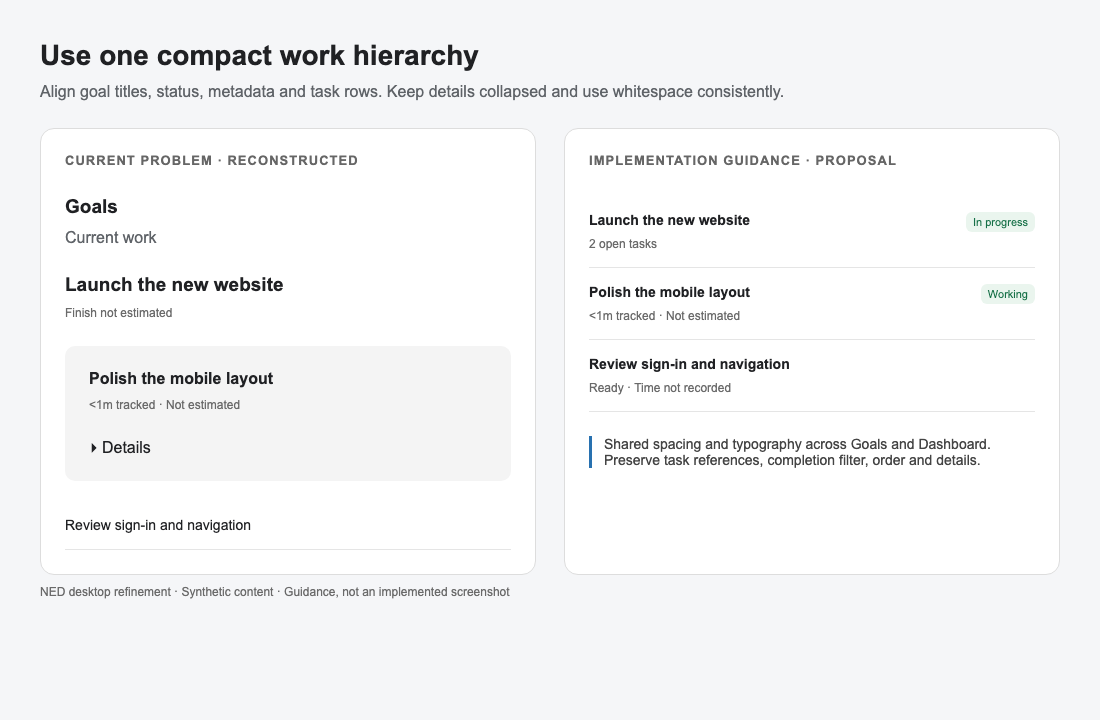 Use one compact work hierarchy
Align goal titles, status, metadata and task rows. Keep details collapsed and use whitespace consistently.
CURRENT PROBLEM · RECONSTRUCTED
Goals
Current work
Launch the new website
Finish not estimated
Polish the mobile layout
<1m tracked · Not estimated
Details
Review sign-in and navigation
IMPLEMENTATION GUIDANCE · PROPOSAL
Launch the new website
In progress
2 open tasks
Polish the mobile layout
Working
<1m tracked · Not estimated
Review sign-in and navigation
Ready · Time not recorded
Shared spacing and typography across Goals and Dashboard.
Preserve task references, completion filter, order and details.
NED desktop refinement · Synthetic content · Guidance, not an implemented screenshot